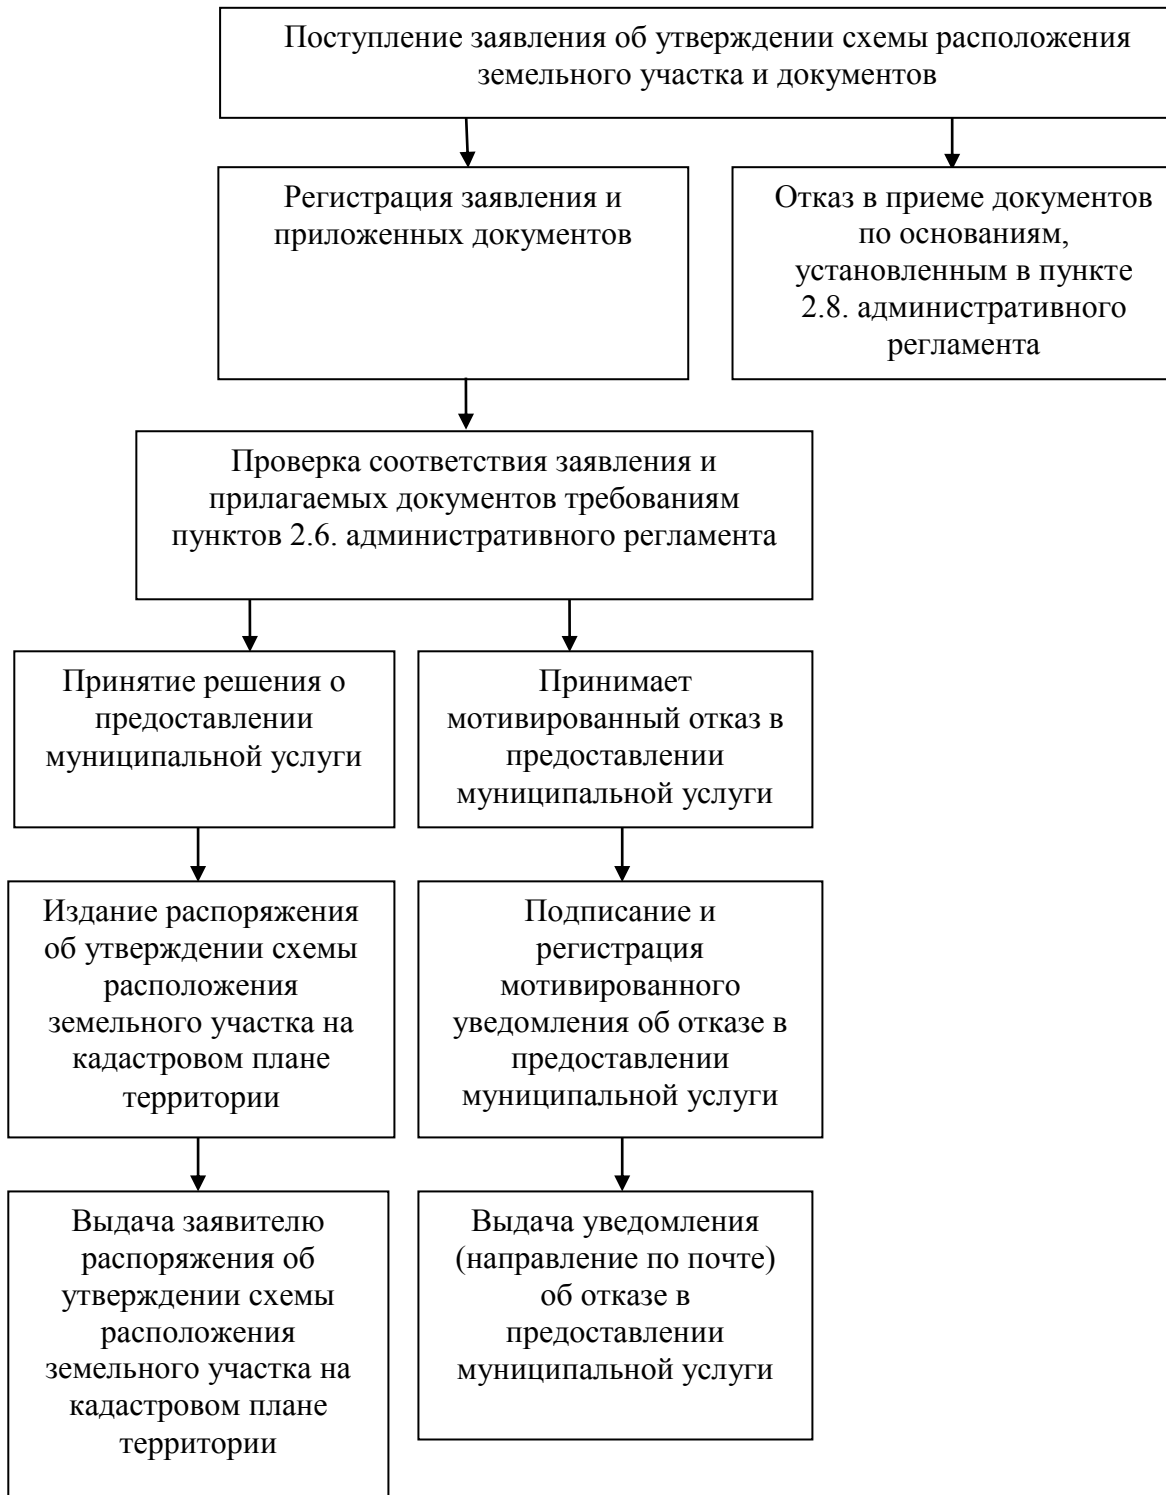 Поступление заявления об утверждении схемы расположения
земельного участка и документов
Регистрация заявления и
приложенных документов
Отказ в приеме документов
по основаниям,
установленным в пункте
2.8. административного
регламента
Проверка соответствия заявления и
прилагаемых документов требованиям
пунктов 2.6. административного регламента
Принятие решения о
предоставлении
муниципальной услуги
Принимает
мотивированный отказ в
предоставлении
муниципальной услуги
Издание распоряжения
об утверждении схемы
расположения
земельного участка на
кадастровом плане
территории
Подписание и
регистрация
мотивированного
уведомления об отказе в
предоставлении
муниципальной услуги
Выдача заявителю
распоряжения об
утверждении схемы
расположения
земельного участка на
кадастровом плане
территории
Выдача уведомления
(направление по почте)
об отказе в
предоставлении
муниципальной услуги